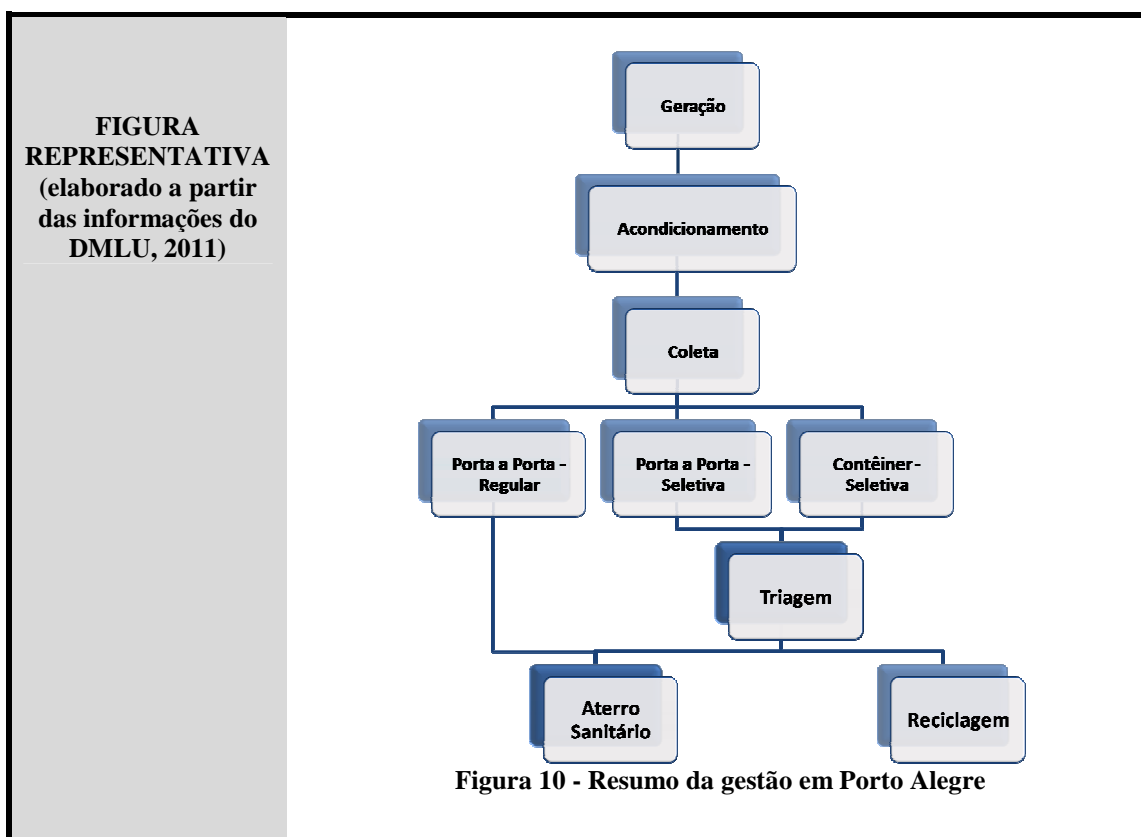 FIGURA
REPRESENTATIVA
(elaborado a partir
das informações do
DMLU, 2011)
Geração
Acondicionamento
Coleta
Porta a Porta -
Regular
Porta a Porta -
Seletiva
Contêiner-
Seletiva
Triagem
Aterro
Sanitário
Reciclagem
Figura 10 - Resumo da gestão em Porto Alegre